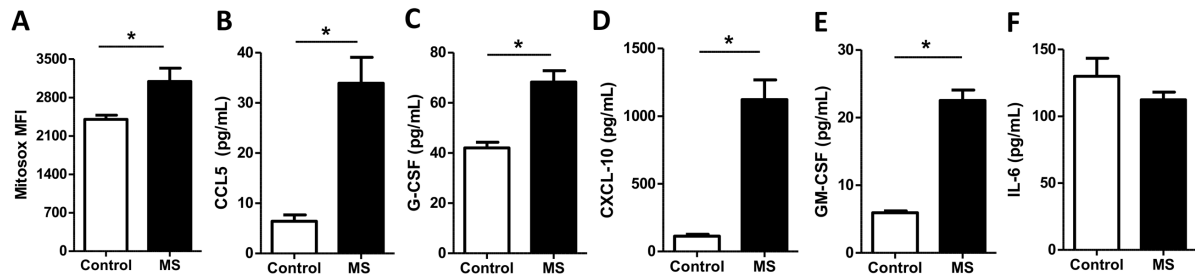 A
*
Mitosox MFI
3500
2800
2100
1400
700
0
Control MS
B
*
CCL5 (pg/mL)
40
30
20
10
0
Control MS
C
*
G-CSF (pg/mL)
80
60
40
20
0
Control MS
D
*
CXCL-10 (pg/mL)
1500
1000
500
0
Control MS
E
*
GM-CSF (pg/mL)
30
20
10
0
Control MS
F
IL-6 (pg/mL)
150
100
50
0
Control MS